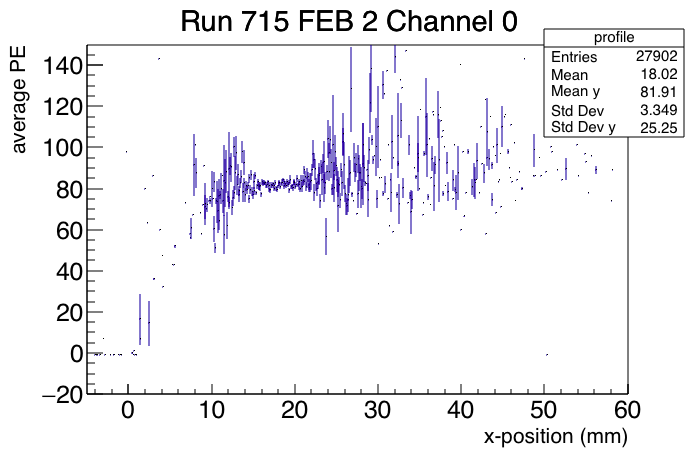 Run 715 FEB 2 Channel 0
average PE
profile
Entries 27902
Mean 18.02
Mean y 81.91
Std Dev 3.349
Std Dev y 25.25
140
120
100
80
60
40
20
0
−20
0 10 20 30 40 50 60
x-position (mm)